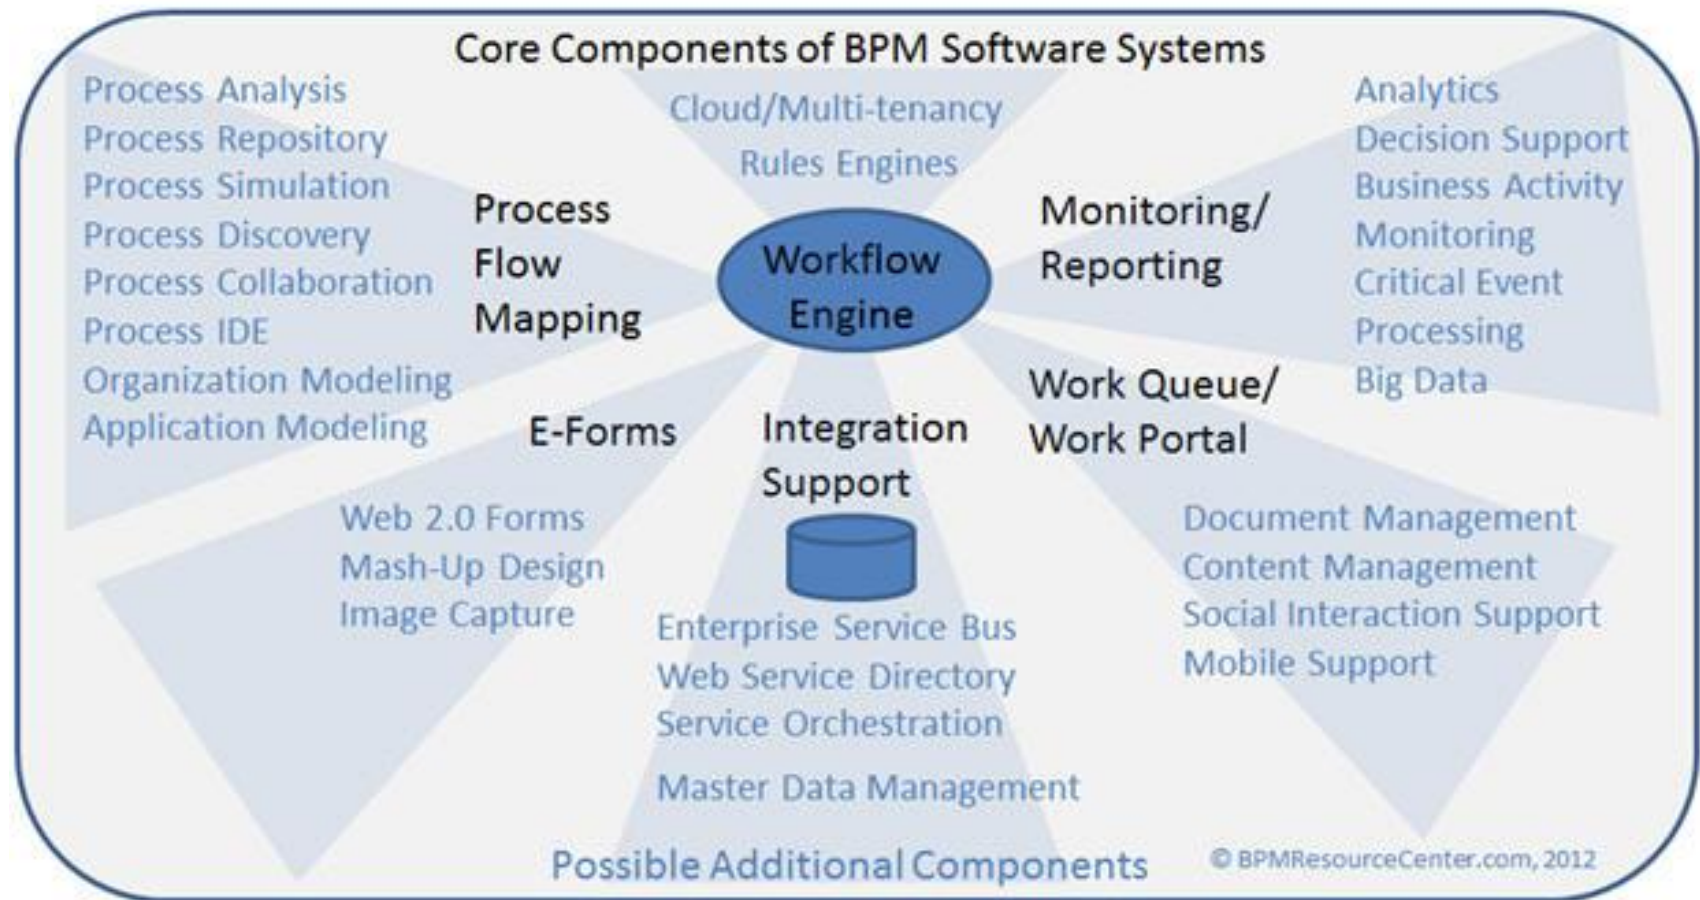 Core Components of BPM Software Systems
Process Analysis
Process Repository
Process Simulation
Process Discovery
Process Collaboration
Process IDE
Organization Modeling
Application Modeling
Process
Flow
Mapping
Cloud/Multi-tenancy
Rules Engines
Workflow
Engine
Monitoring/
Reporting
Analytics
Decision Support
Business Activity
Monitoring
Critical Event
Processing
Big Data
E-Forms
Web 2.0 Forms
Mash-Up Design
Image Capture
Integration
Support
Enterprise Service Bus
Web Service Directory
Service Orchestration
Master Data Management
Work Queue/
Work Portal
Document Management
Content Management
Social Interaction Support
Mobile Support
Possible Additional Components
© BPMResourceCenter.com, 2012